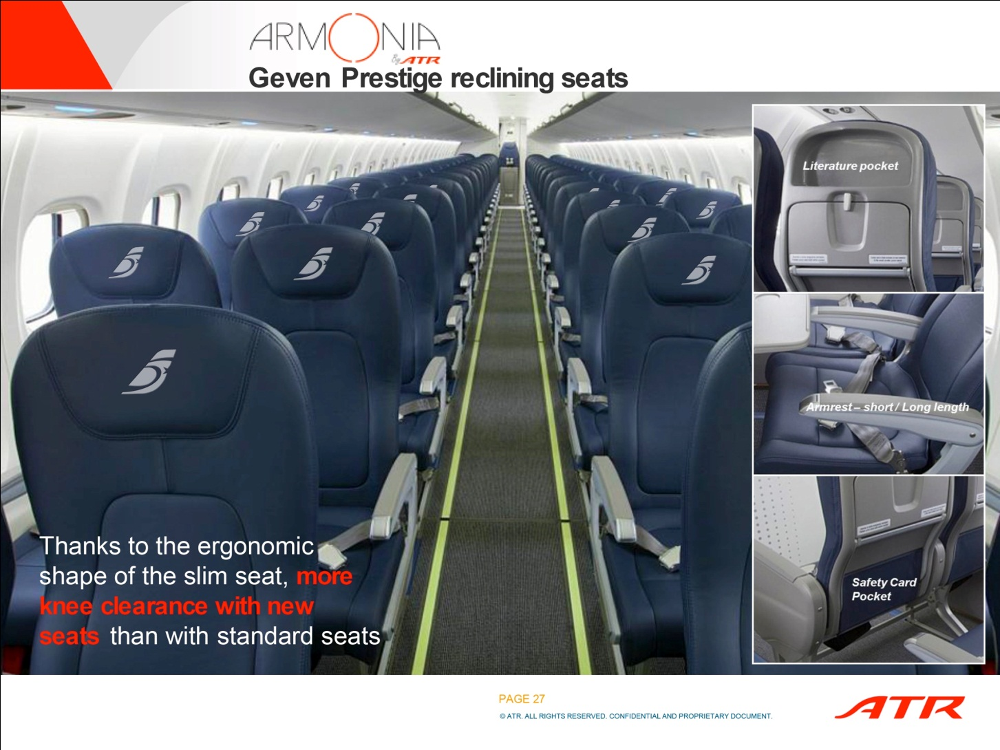 ARMONIA
By ATR
Geven Prestige reclining seats
Literature pocket
Armrest – short / Long length
Safety Card
Pocket
Thanks to the ergonomic
shape of the slim seat, more
knee clearance with new
seats than with standard seats
PAGE 27
© ATR. ALL RIGHTS RESERVED. CONFIDENTIAL AND PROPRIETARY DOCUMENT.
ATR